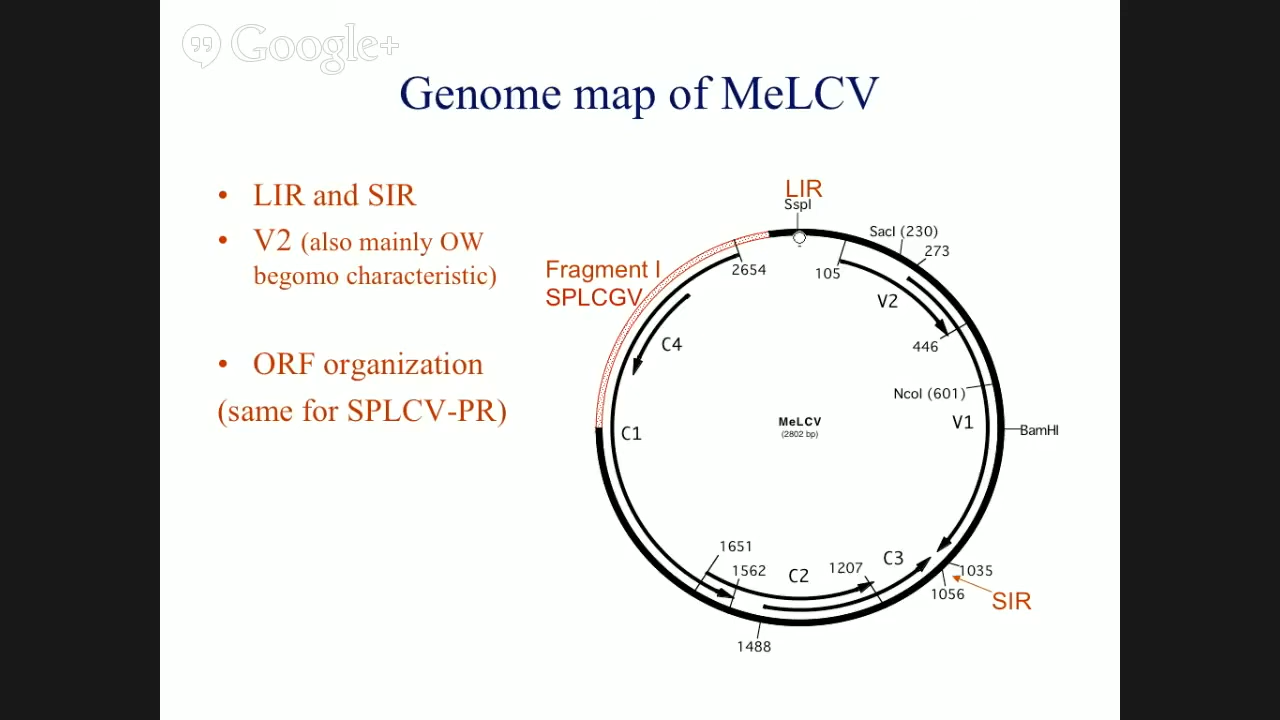 Google+
Genome map of MeLCV
• LIR and SIR
• V2 (also mainly OW
begomo characteristic)
• ORF organization
(same for SPLCV-PR)
LIR
SspI
SacI (230)
273
2654
105
Fragment I
SPLCGV
V2
C4
446
NcoI (601)
V1
MeLCV
(2802 bp)
C1
BamHI
1651
1562
C2
1207
C3
1035
1056
SIR
1488